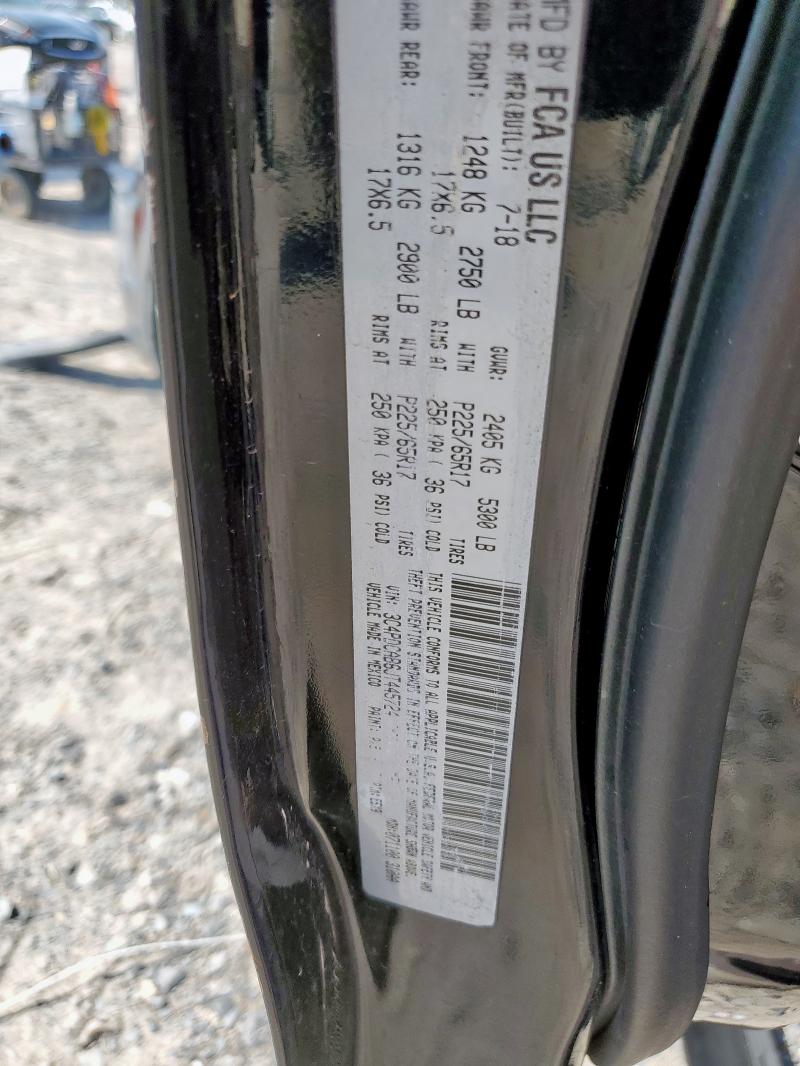 MFD BY FCA US LLC
DATE OF MFR(BUILT): 7-18 GVWR: 2405 KG 5300 LB
GAWR FRONT: 1248 KG 2750 LB WITH P225/65R17 TIRES
17X6.5 RIMS AT 250 KPA ( 36 PSI) COLD
GAWR REAR: 1316 KG 2900 LB WITH P225/65R17 TIRES
17X6.5 RIMS AT 250 KPA ( 36 PSI) COLD
THIS VEHICLE CONFORMS TO ALL APPLICABLE U.S.A. FEDERAL MOTOR VEHICLE SAFETY AND
THEFT PREVENTION STANDARDS IN EFFECT ON THE DATE OF MANUFACTURE SHOWN ABOVE.
VIN: 3C4PDCAB6JT445724
VEHICLE MADE IN MEXICO PAINT: